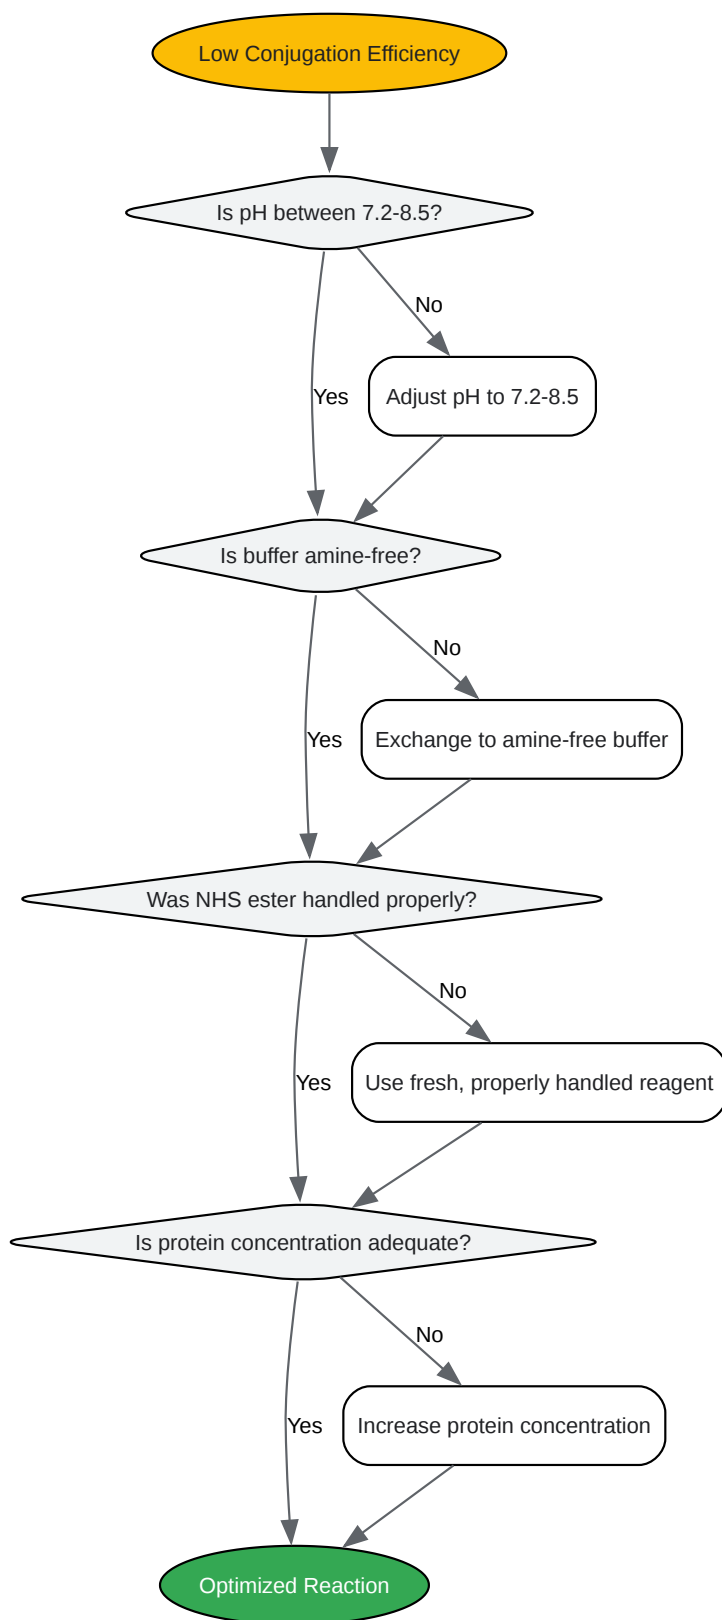 Low Conjugation Efficiency
Is pH between 7.2-8.5?
No
Yes
Adjust pH to 7.2-8.5
Is buffer amine-free?
No
Yes
Exchange to amine-free buffer
Was NHS ester handled properly?
No
Yes
Use fresh, properly handled reagent
Is protein concentration adequate?
No
Yes
Increase protein concentration
Optimized Reaction